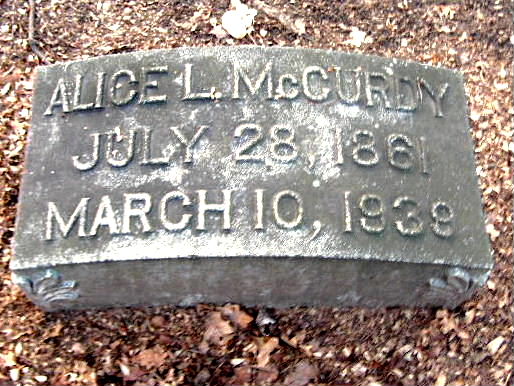 ALICE L. McCURDY
JULY 28, 1861
MARCH 10, 1939